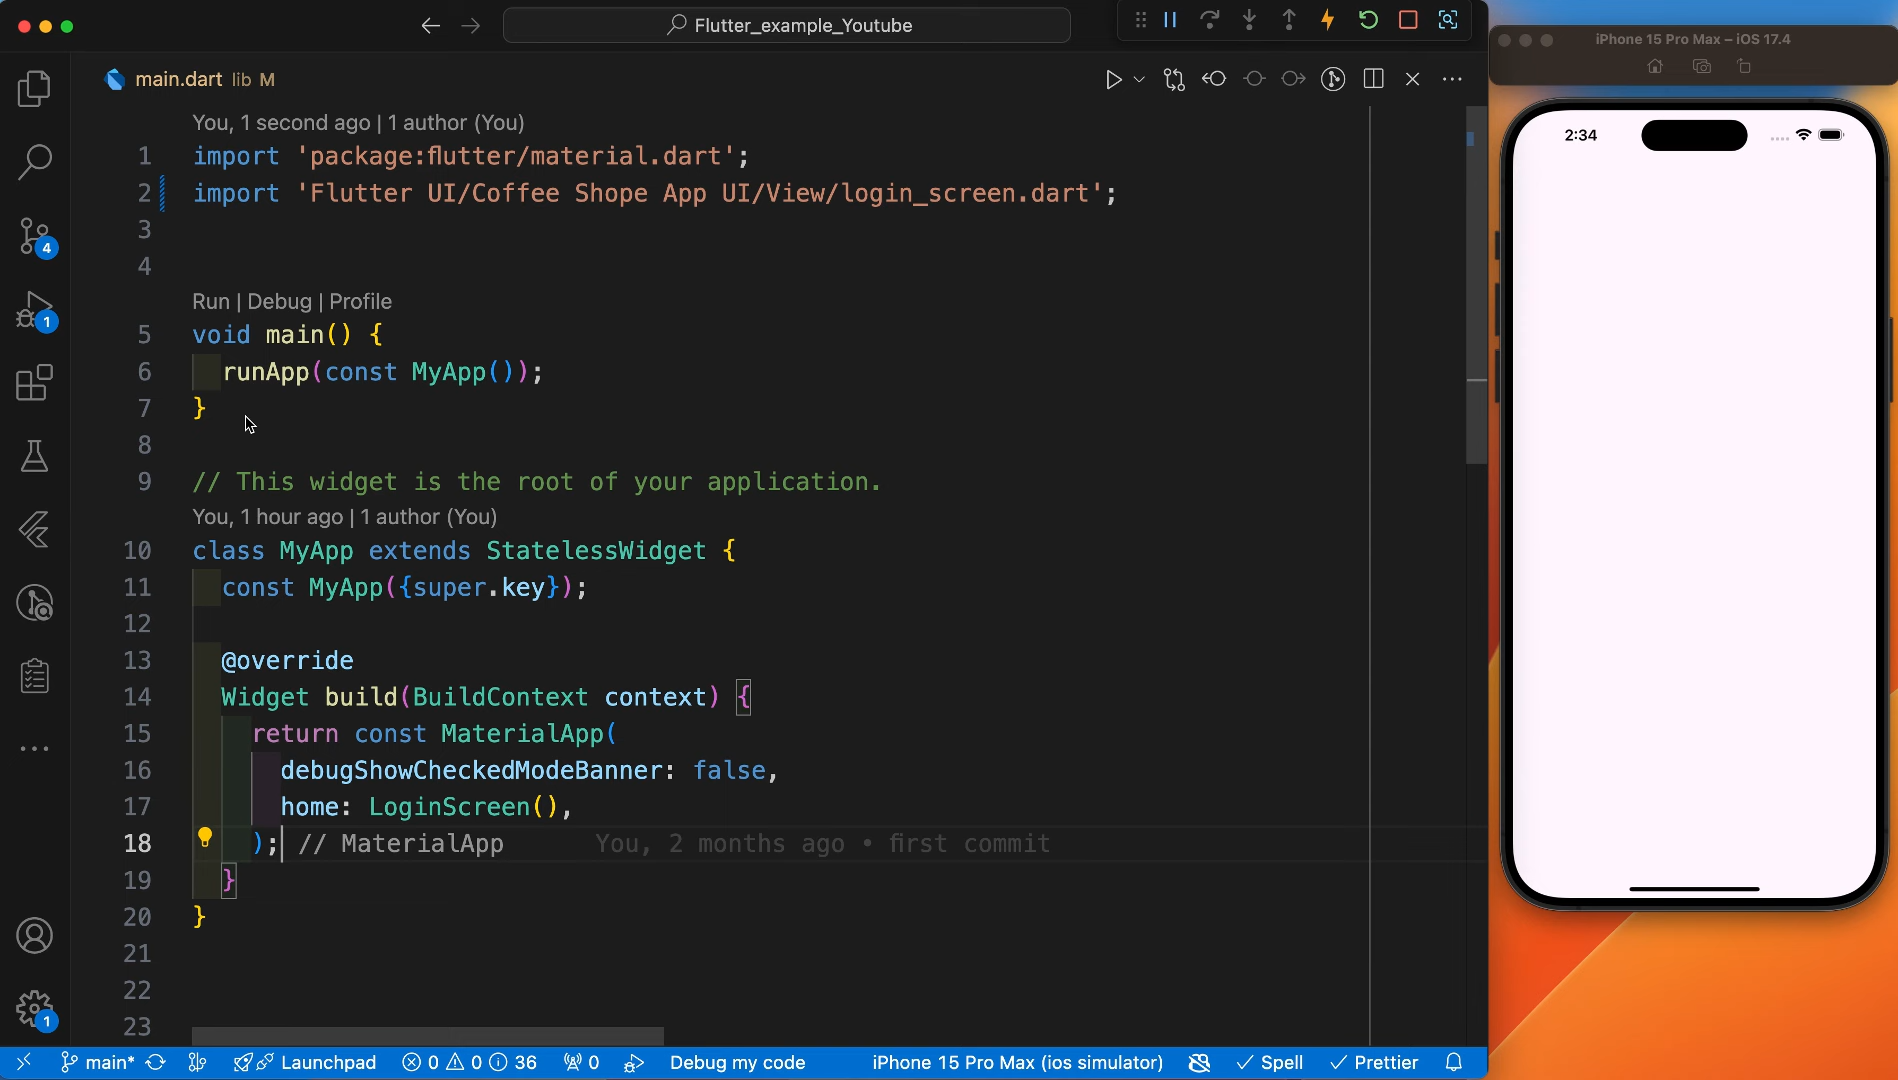 Flutter_example_Youtube
iPhone 15 Pro Max – iOS 17.4
main.dart lib M
2:34
You, 1 second ago | 1 author (You)
1 import 'package:flutter/material.dart';
2 import 'Flutter UI/Coffee Shope App UI/View/login_screen.dart';
3
4
Run | Debug | Profile
5 void main() {
6 runApp(const MyApp());
7 }
8
9 // This widget is the root of your application.
You, 1 hour ago | 1 author (You)
10 class MyApp extends StatelessWidget {
11 const MyApp({super.key});
12
13 @override
14 Widget build(BuildContext context) {
15 return const MaterialApp(
16 debugShowCheckedModeBanner: false,
17 home: LoginScreen(),
18 ); // MaterialApp You, 2 months ago • first commit
19 }
20 }
21
22
23
4
1
1
main* Launchpad 0 0 36 0 Debug my code iPhone 15 Pro Max (ios simulator) Spell Prettier